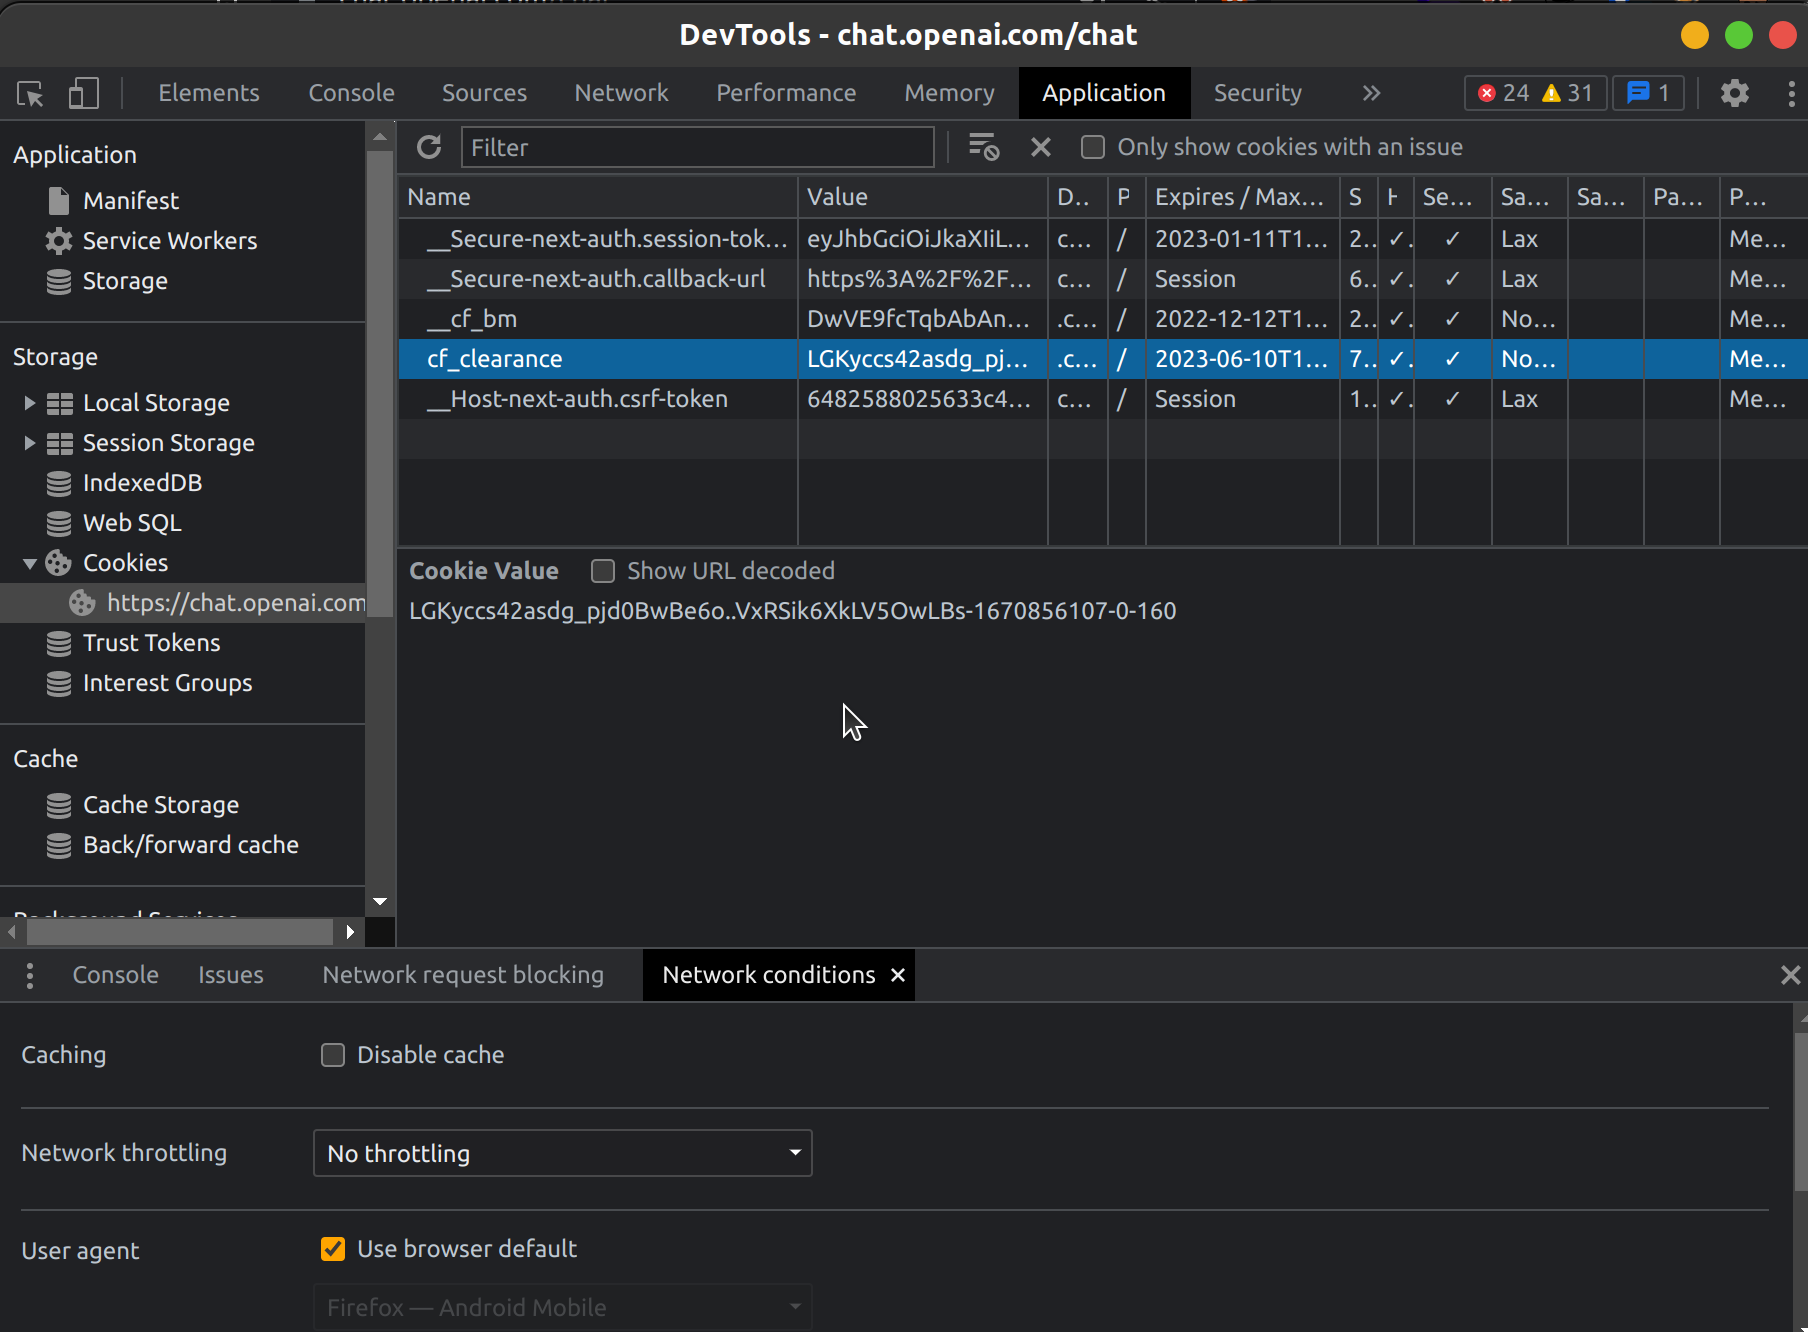 DevTools - chat.openai.com/chat
Elements Console Sources Network Performance Memory Application Security » 24 31 1
Application
Manifest
Service Workers
Storage
Storage
Local Storage
Session Storage
IndexedDB
Web SQL
Cookies
https://chat.openai.com
Trust Tokens
Interest Groups
Cache
Cache Storage
Back/forward cache
Background Services
Filter Only show cookies with an issue
Name Value D... P Expires / Max... S H Se... Sa... Sa... Pa... P...
__Secure-next-auth.session-tok... eyJhbGciOiJkaXIiL... c... / 2023-01-11T1... 2... ✓. ✓ Lax Me...
__Secure-next-auth.callback-url https%3A%2F%2F... c... / Session 6... ✓. ✓ Lax Me...
__cf_bm DwVE9fcTqbAbAn... .c... / 2022-12-12T1... 2... ✓. ✓ No... Me...
cf_clearance LGKyccs42asdg_pj... .c... / 2023-06-10T1... 7... ✓. ✓ No... Me...
__Host-next-auth.csrf-token 6482588025633c4... c... / Session 1... ✓. ✓ Lax Me...
Cookie Value Show URL decoded
LGKyccs42asdg_pjd0BwBe6o..VxRSik6XkLV5OwLBs-1670856107-0-160
Console Issues Network request blocking Network conditions
Caching Disable cache
Network throttling No throttling
User agent Use browser default
Firefox — Android Mobile